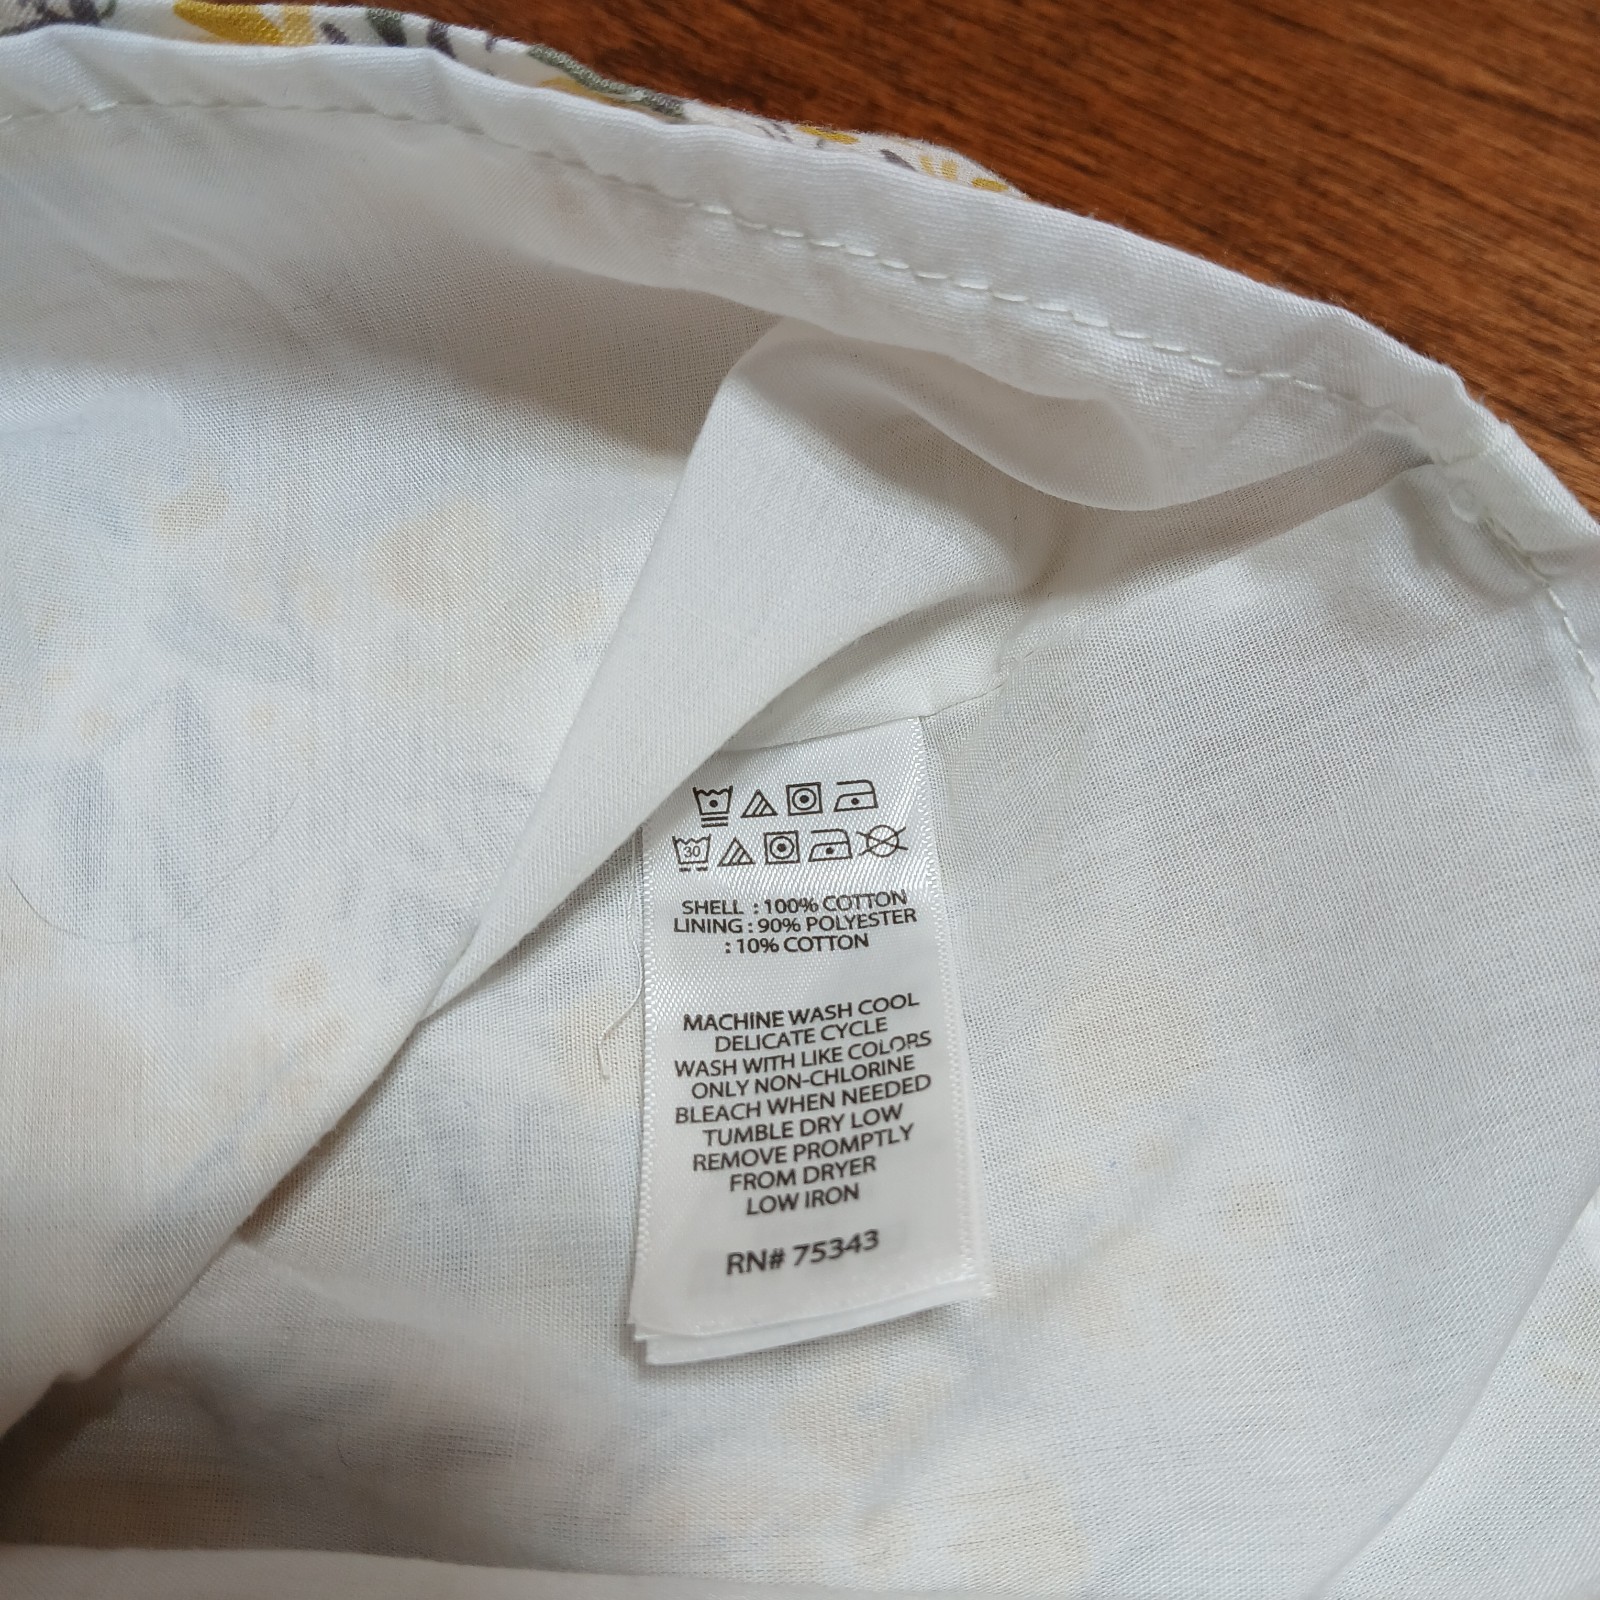 30
SHELL : 100% COTTON
LINING : 90% POLYESTER
: 10% COTTON
MACHINE WASH COOL
DELICATE CYCLE
WASH WITH LIKE COLORS
ONLY NON-CHLORINE
BLEACH WHEN NEEDED
TUMBLE DRY LOW
REMOVE PROMPTLY
FROM DRYER
LOW IRON
RN# 75343